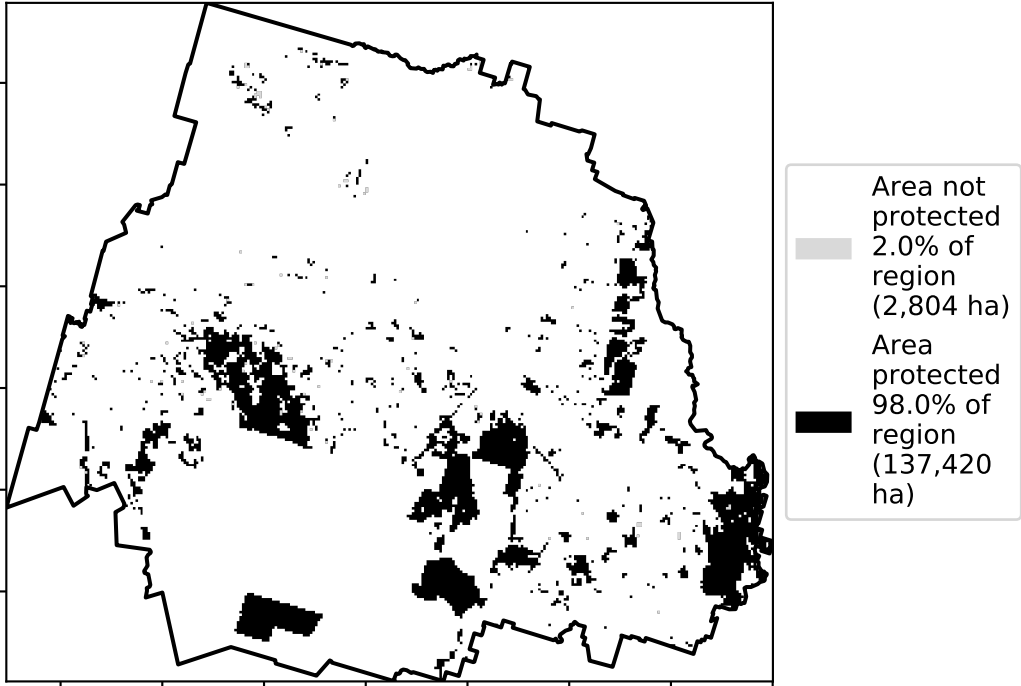 Area not
protected
2.0% of
region
(2,804 ha)
Area
protected
98.0% of
region
(137,420
ha)